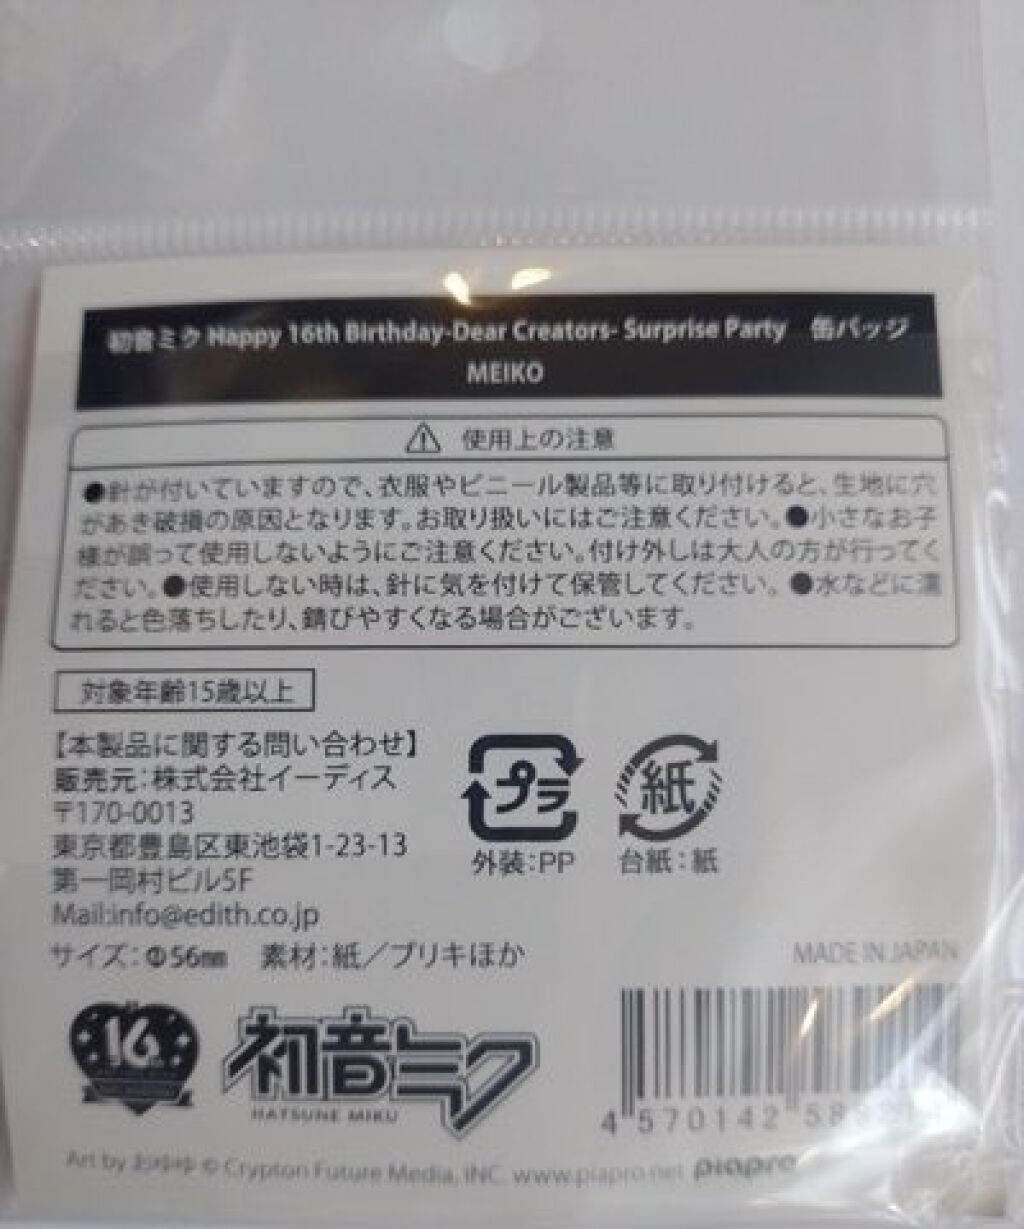 初音ミク Happy 16th Birthday-Dear Creators- Surprise Party 缶バッジ
MEIKO
使用上の注意
●針が付いていますので、衣服やビニール製品等に取り付けると、生地に穴
があき破損の原因となります。お取り扱いにはご注意ください。●小さなお子
様が誤って使用しないようにご注意ください。付け外しは大人の方が行ってく
ださい。●使用しない時は、針に気を付けて保管してください。●水などに濡
れると色落ちしたり、錆びやすくなる場合がございます。
対象年齢15歳以上
【本製品に関する問い合わせ】
販売元:株式会社イーディス
〒170-0013
東京都豊島区東池袋1-23-13
第一岡村ビル5F
Mail:info@edith.co.jp
プラ 紙
外装:PP 台紙:紙
サイズ:Φ56mm 素材:紙/ブリキほか
MADE IN JAPAN
16
初音ミク
HATSUNE MIKU
4 570142
Art by おゆゆ © Crypton Future Media, INC. www.piapro.net piapro